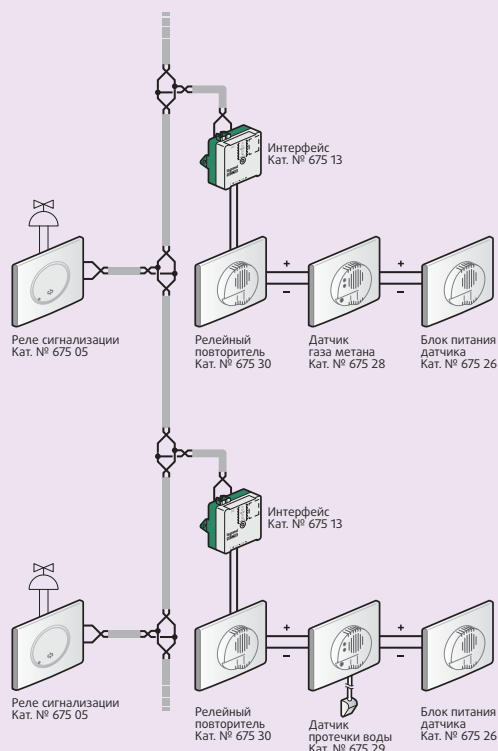 Интерфейс
Кат. № 675 13
+
+
–
–
Реле сигнализации
Кат. № 675 05
Релейный
повторитель
Кат. № 675 30
Датчик
газа метана
Кат. № 675 28
Блок питания
датчика
Кат. № 675 26
Интерфейс
Кат. № 675 13
+
+
–
–
Реле сигнализации
Кат. № 675 05
Релейный
повторитель
Кат. № 675 30
Датчик
протечки воды
Кат. № 675 29
Блок питания
датчика
Кат. № 675 26